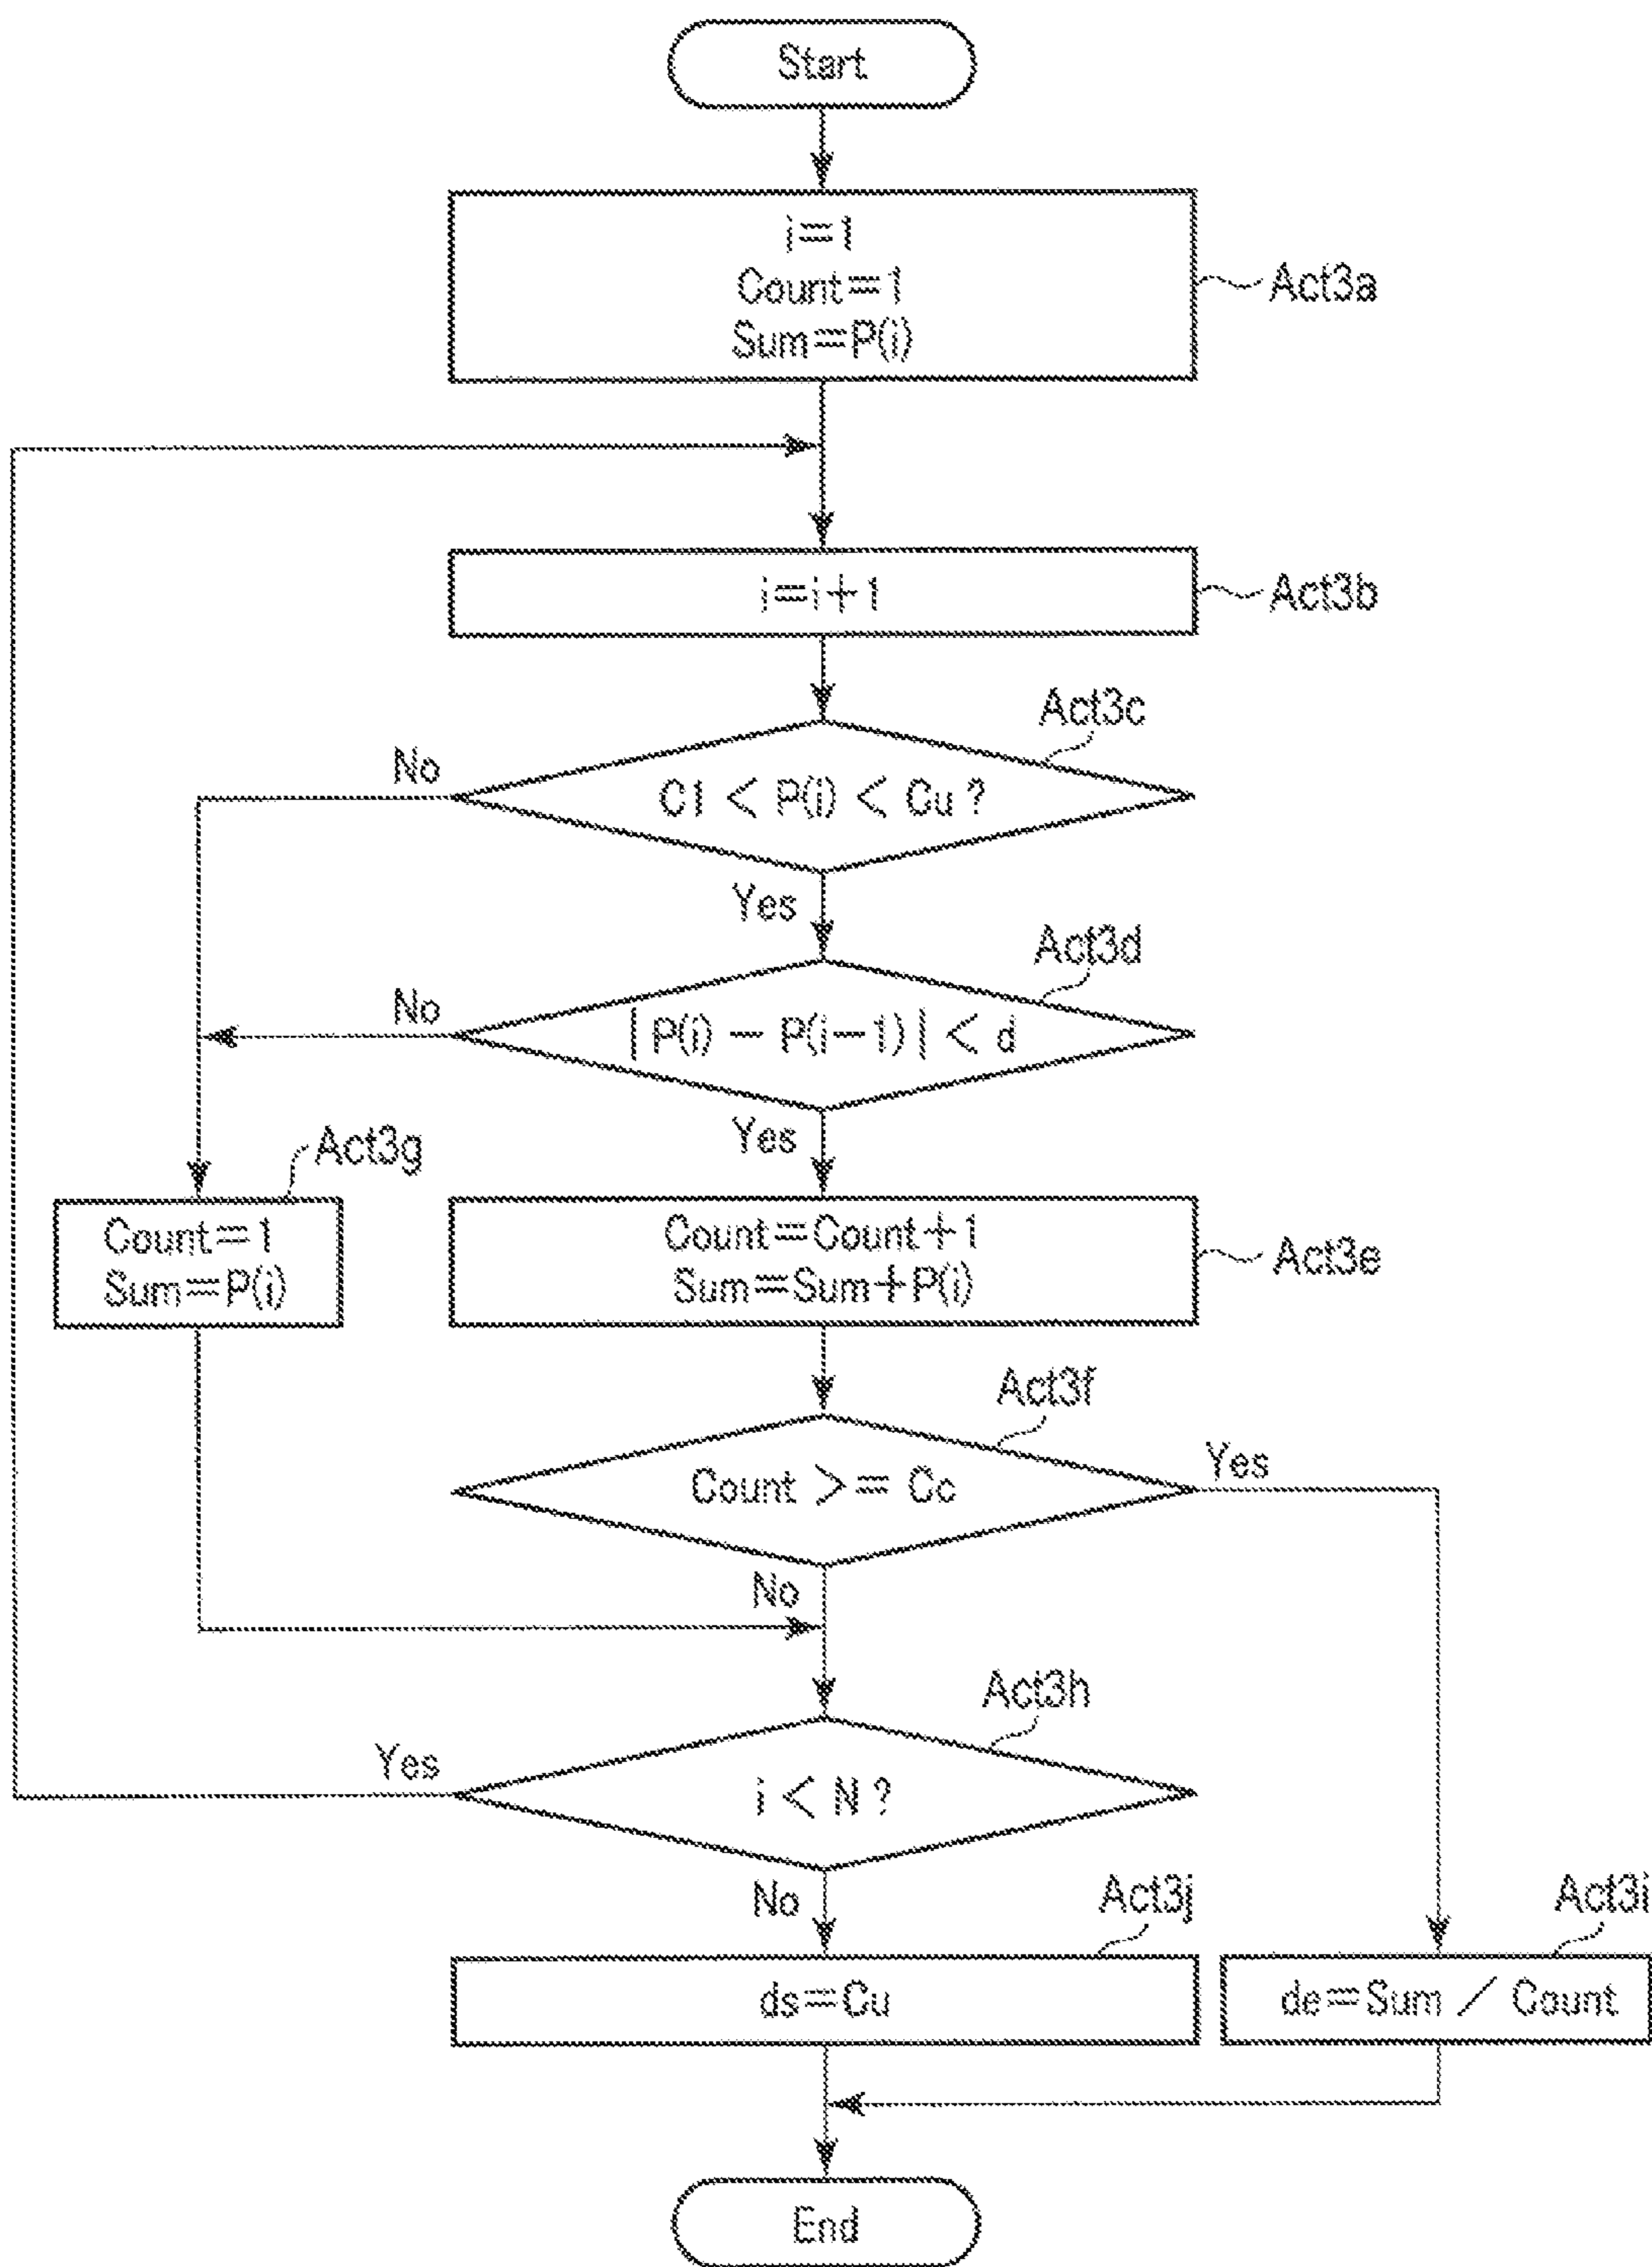 Start
i=1
Count=1
Sum=P(i)
Act3a
i=i+1
Act3b
Act3c
No
C1 < P(i) < Cu ?
Yes
Act3d
No
| P(i) - P(i-1) | < d
Yes
Act3g
Count=1
Sum=P(i)
Count=Count+1
Sum=Sum+P(i)
Act3e
Act3f
Count >= Cc
Yes
No
Act3h
Yes
i < N ?
No
Act3j
ds=Cu
Act3i
de=Sum / Count
End